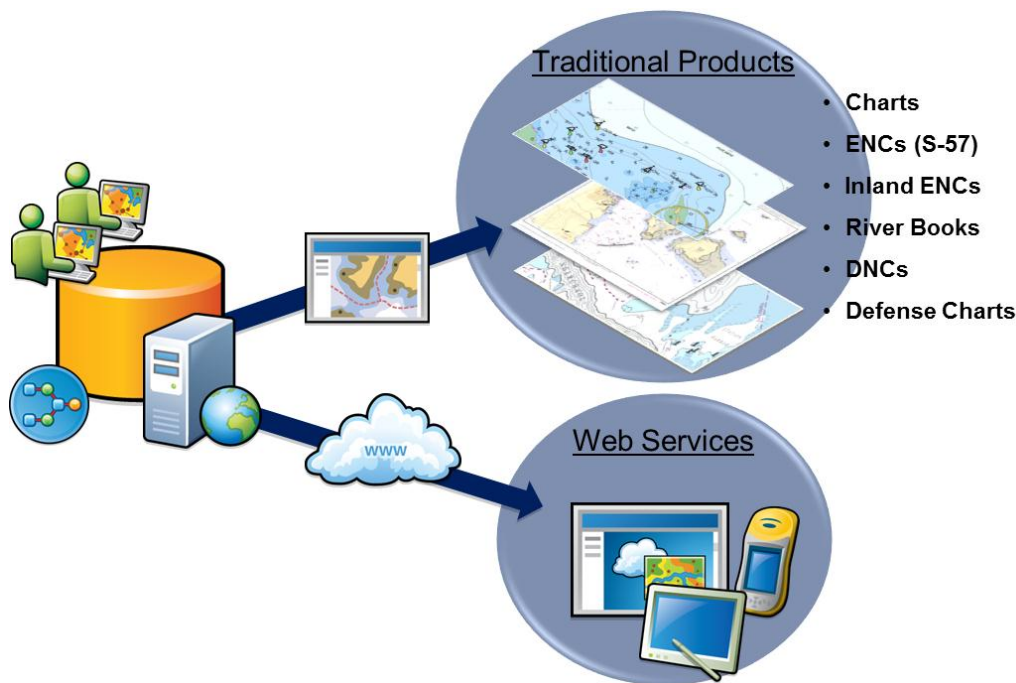 Traditional Products
• Charts
• ENCs (S-57)
• Inland ENCs
• River Books
• DNCs
• Defense Charts
www
Web Services